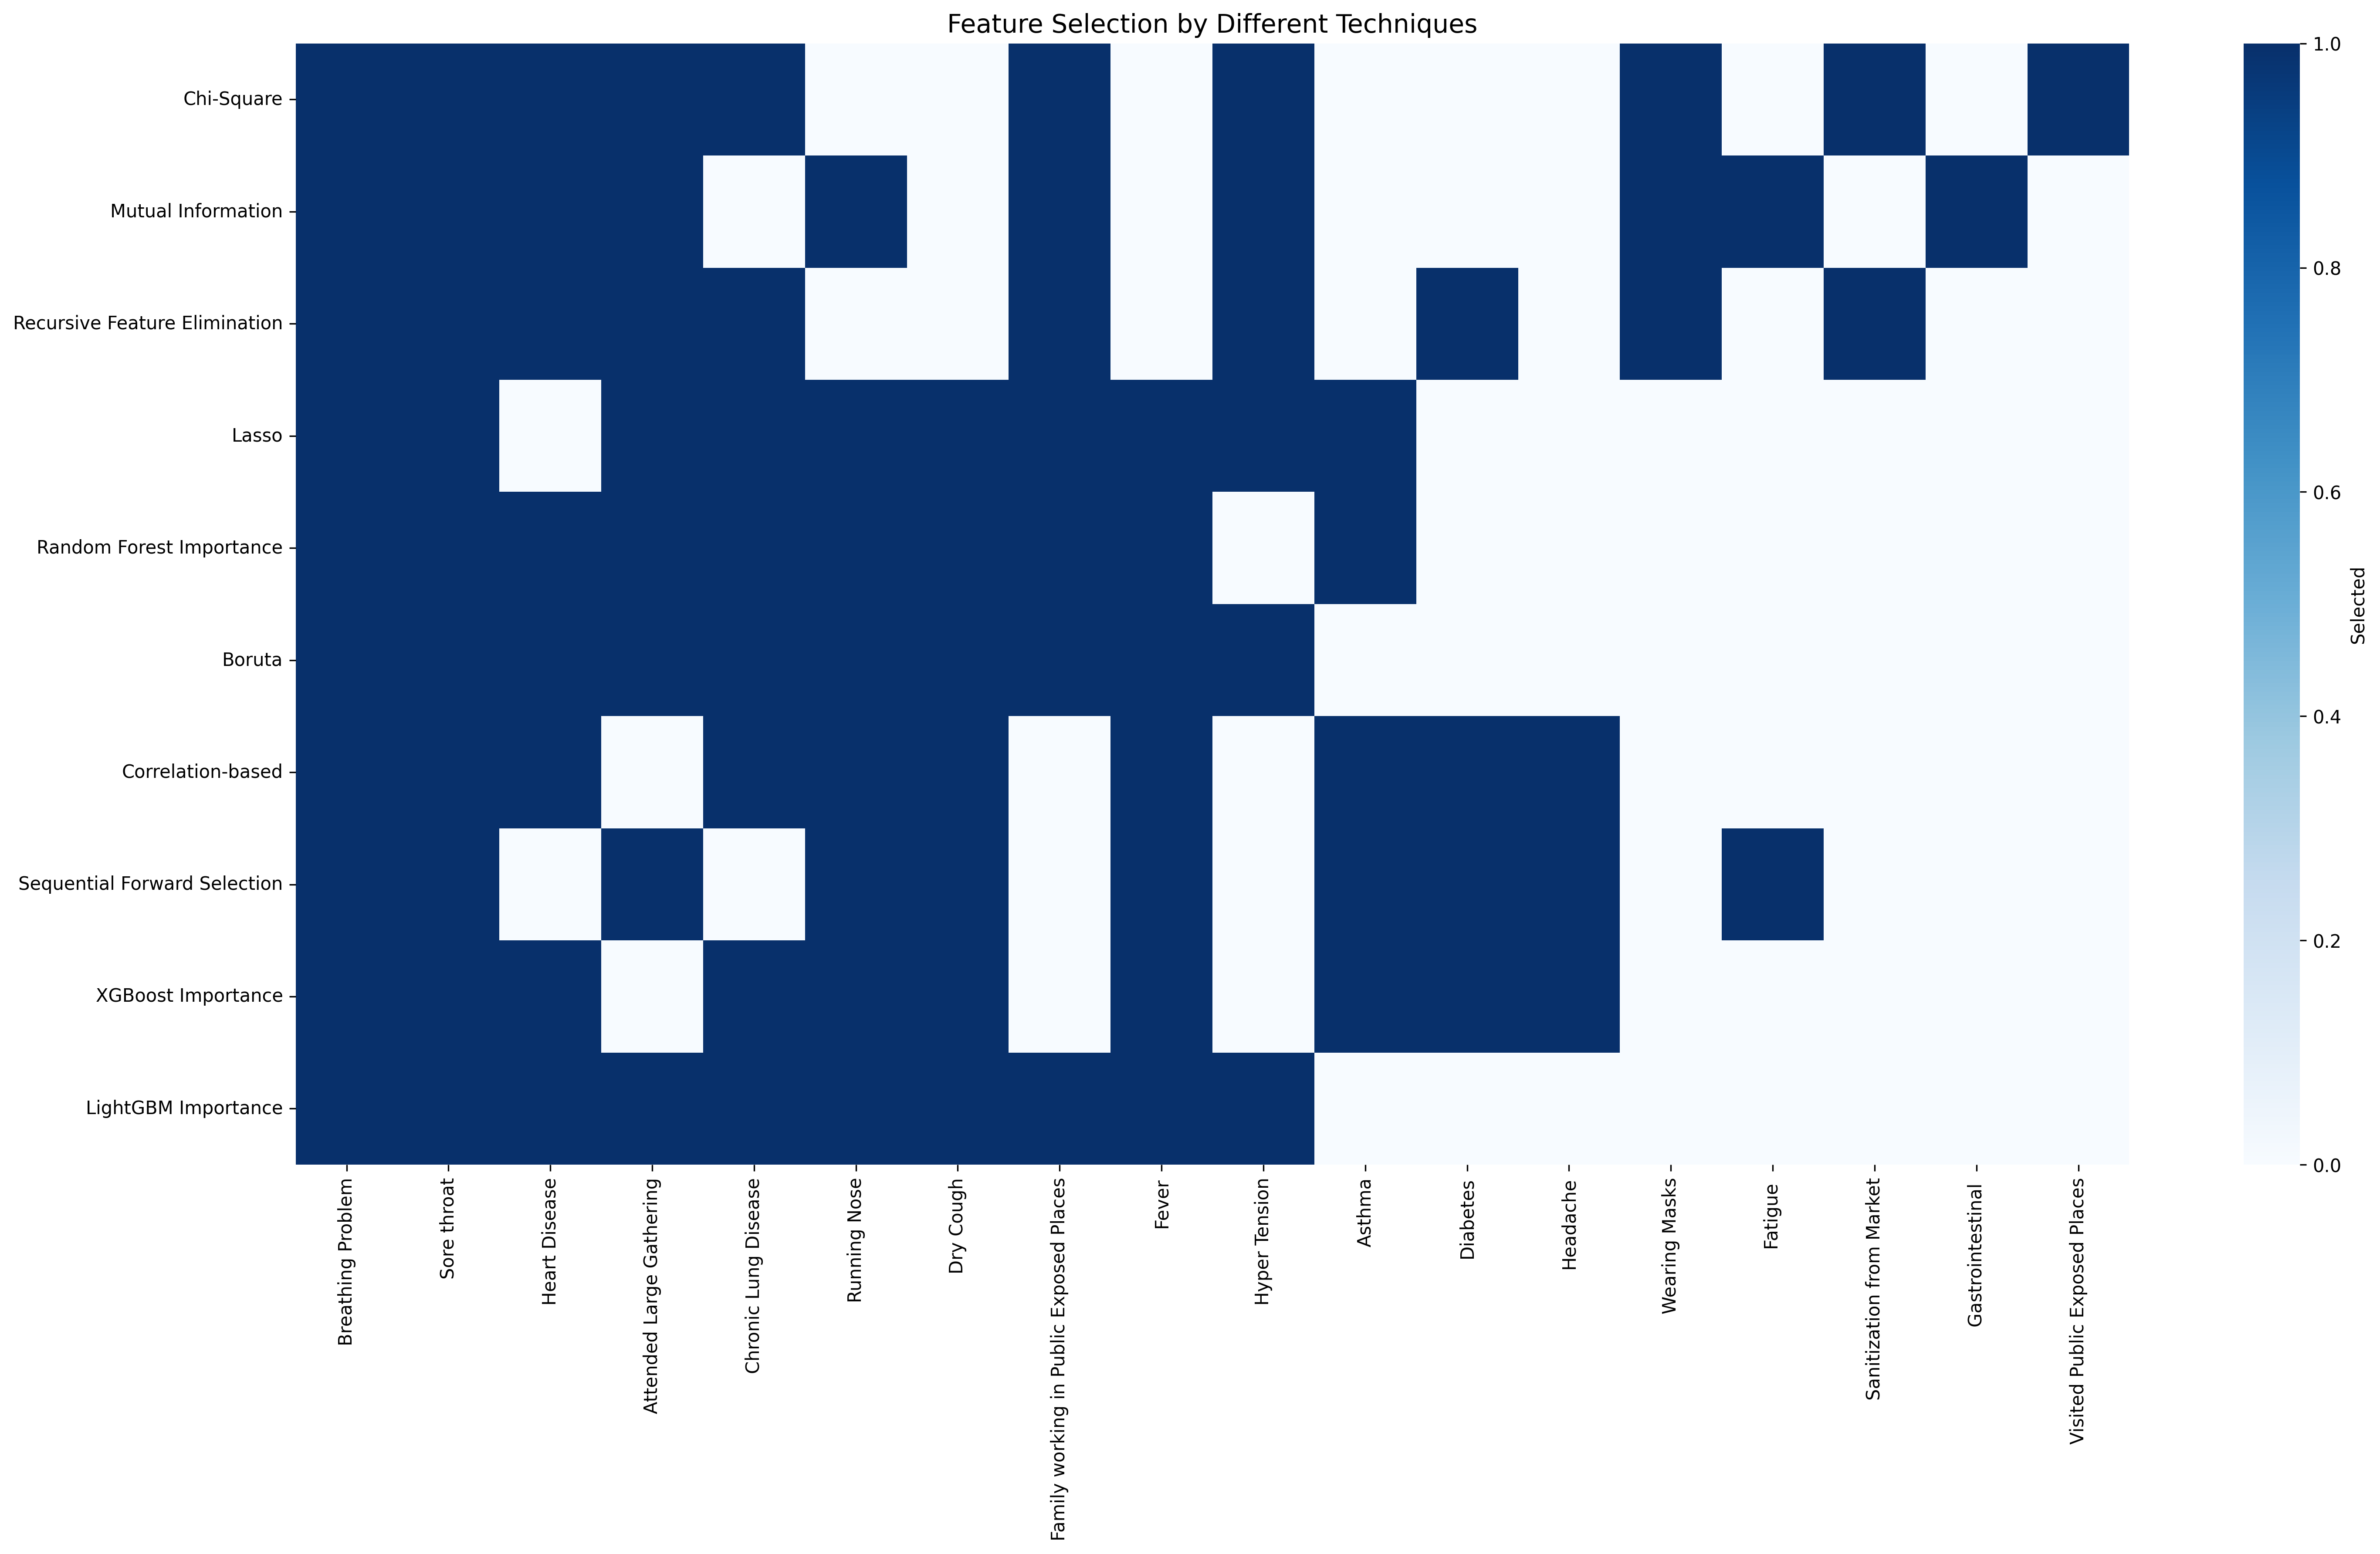 Feature Selection by Different Techniques
Chi-Square
Mutual Information
Recursive Feature Elimination
Lasso
Random Forest Importance
Boruta
Correlation-based
Sequential Forward Selection
XGBoost Importance
LightGBM Importance
Breathing Problem
Sore throat
Heart Disease
Attended Large Gathering
Chronic Lung Disease
Running Nose
Dry Cough
Family working in Public Exposed Places
Fever
Hyper Tension
Asthma
Diabetes
Headache
Wearing Masks
Fatigue
Sanitization from Market
Gastrointestinal
Visited Public Exposed Places
1.0
0.8
0.6
0.4
0.2
0.0
Selected